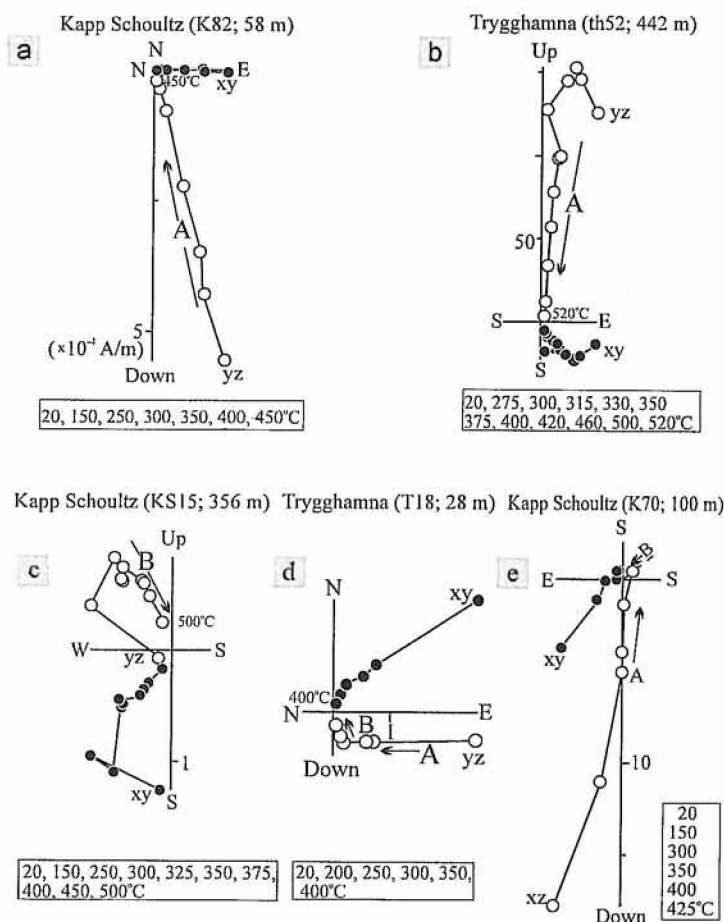 Kapp Schoultz (K82; 58 m)
a
N
N
450°C
E
xy
A
5
(×10⁻⁴ A/m)
Down
yz
20, 150, 250, 300, 350, 400, 450°C
Trygghamna (th52; 442 m)
b
Up
yz
A
50
520°C
S
E
xy
S
20, 275, 300, 315, 330, 350
375, 400, 420, 460, 500, 520°C
Kapp Schoultz (KS15; 356 m)
c
Up
B
500°C
W
yz
S
1
xy
S
20, 150, 250, 300, 325, 350, 375,
400, 450, 500°C
Trygghamna (T18; 28 m)
d
N
xy
400°C
N
E
B
1
A
Down
yz
20, 200, 250, 300, 350,
400°C
Kapp Schoultz (K70; 100 m)
e
S
B
E
S
xy
A
10
xz
Down
20
150
300
350
400
425°C